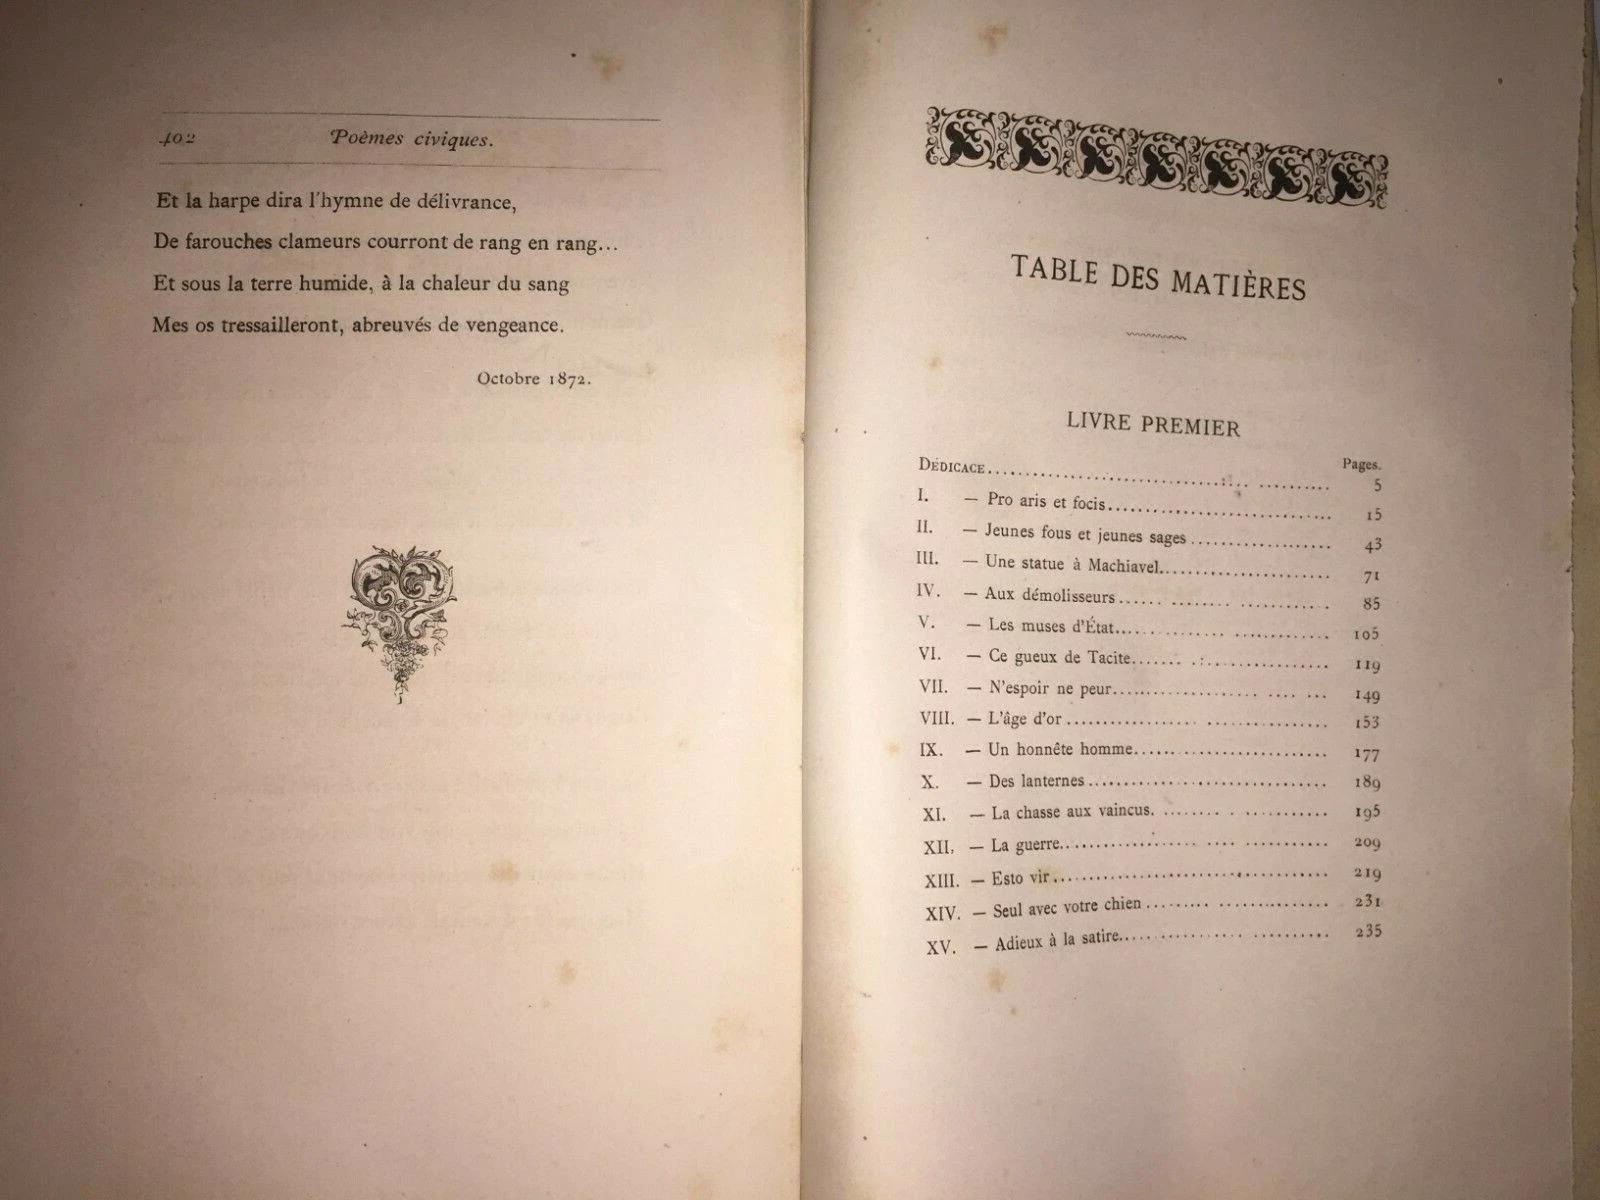 402 Poèmes civiques.
Et la harpe dira l'hymne de délivrance,
De farouches clameurs courront de rang en rang...
Et sous la terre humide, à la chaleur du sang
Mes os tressailleront, abreuvés de vengeance.
Octobre 1872.
TABLE DES MATIÈRES
LIVRE PREMIER
Pages.
DÉDICACE 5
I. — Pro aris et focis 15
II. — Jeunes fous et jeunes sages 43
III. — Une statue à Machiavel 71
IV. — Aux démolisseurs 85
V. — Les muses d'État 105
VI. — Ce gueux de Tacite 119
VII. — N'espoir ne peur 149
VIII. — L'âge d'or 153
IX. — Un honnête homme 177
X. — Des lanternes 189
XI. — La chasse aux vaincus. 195
XII. — La guerre 209
XIII. — Esto vir 219
XIV. — Seul avec votre chien 231
XV. — Adieux à la satire 235